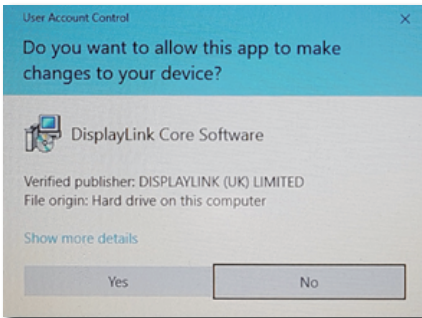 User Account Control
Do you want to allow this app to make
changes to your device?
DisplayLink Core Software
Verified publisher: DISPLAYLINK (UK) LIMITED
File origin: Hard drive on this computer
Show more details
Yes
No